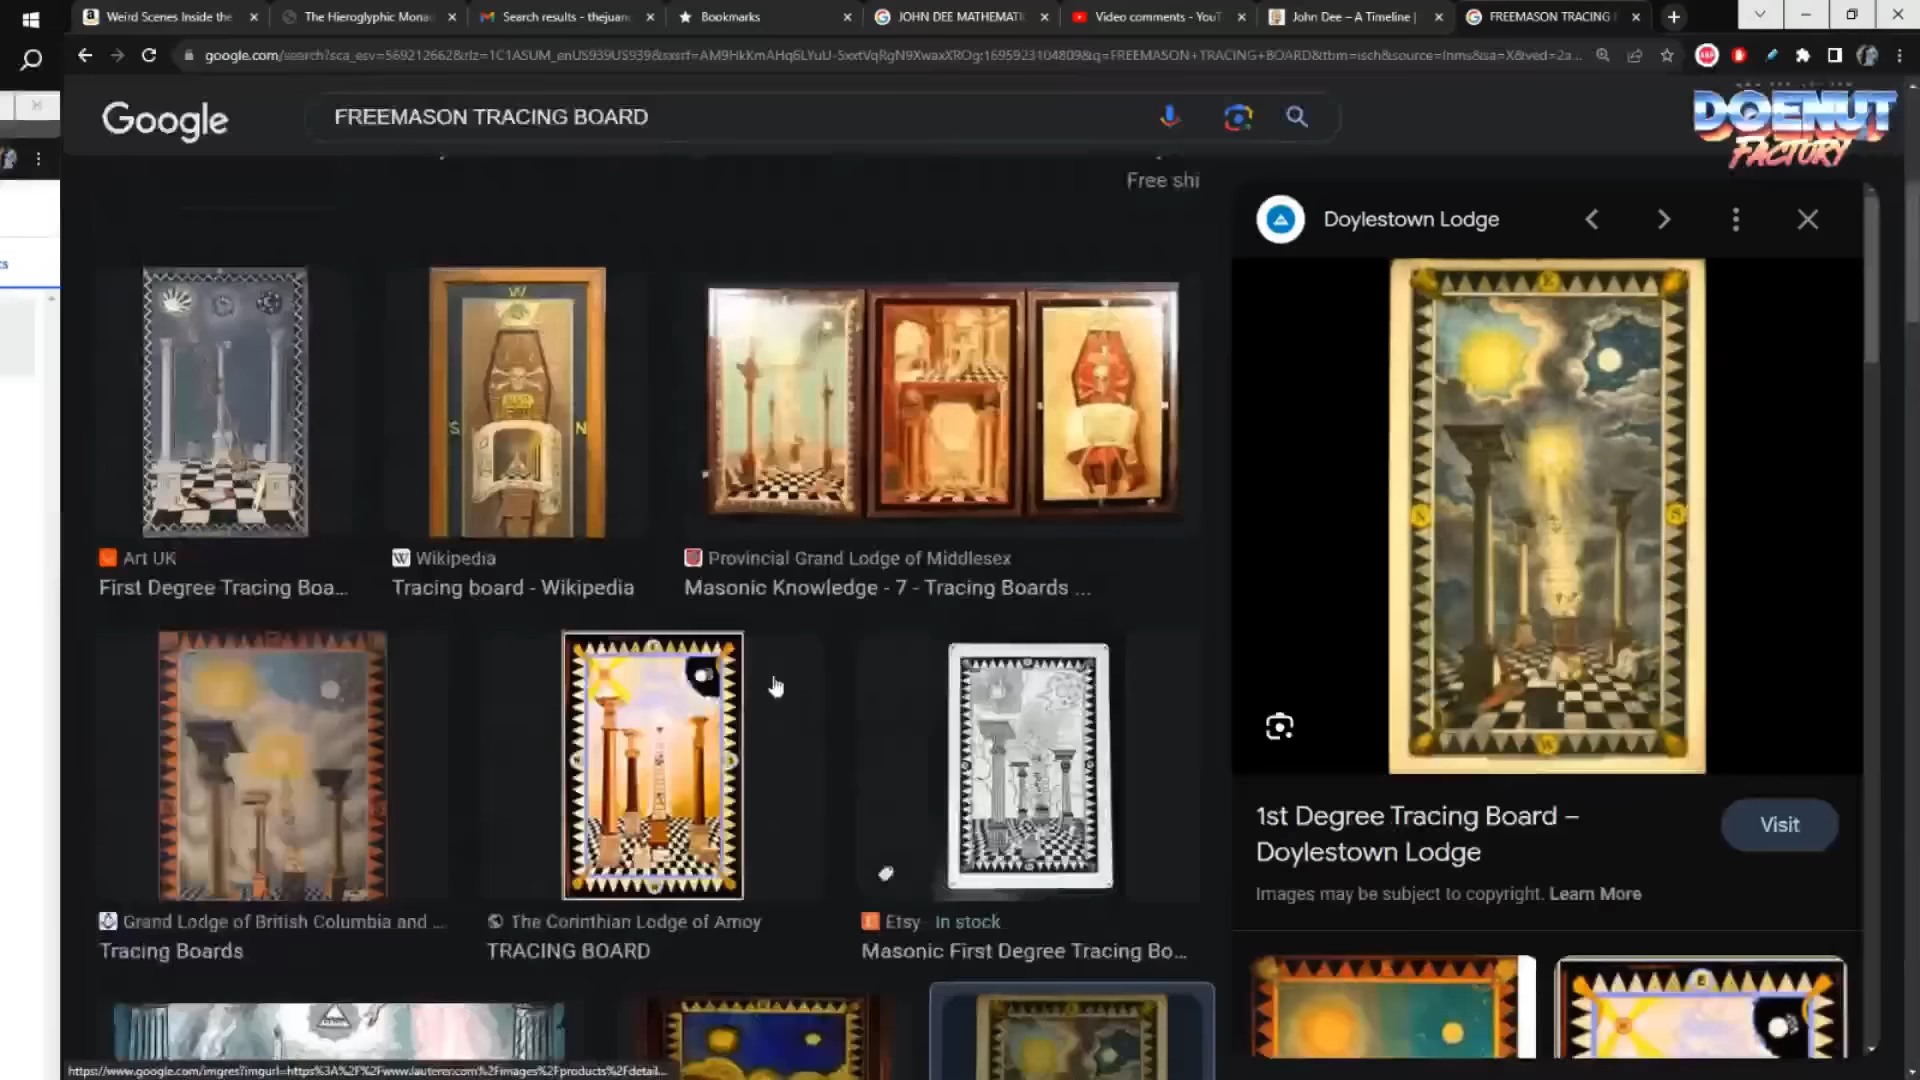 Weird Scenes Inside the
The Hieroglyphic Mona
Search results - thejuan
Bookmarks
JOHN DEE MATHEMATI
Video comments - YouT
John Dee – A Timeline |
FREEMASON TRACING
Google
FREEMASON TRACING BOARD
DOENUT
FACTORY
Free shi
Doylestown Lodge
W
S
N
Art UK
First Degree Tracing Boa...
Wikipedia
Tracing board - Wikipedia
Provincial Grand Lodge of Middlesex
Masonic Knowledge - 7 - Tracing Boards ...
1st Degree Tracing Board –
Doylestown Lodge
Visit
Images may be subject to copyright. Learn More
Grand Lodge of British Columbia and ...
Tracing Boards
The Corinthian Lodge of Amoy
TRACING BOARD
Etsy In stock
Masonic First Degree Tracing Bo...
E